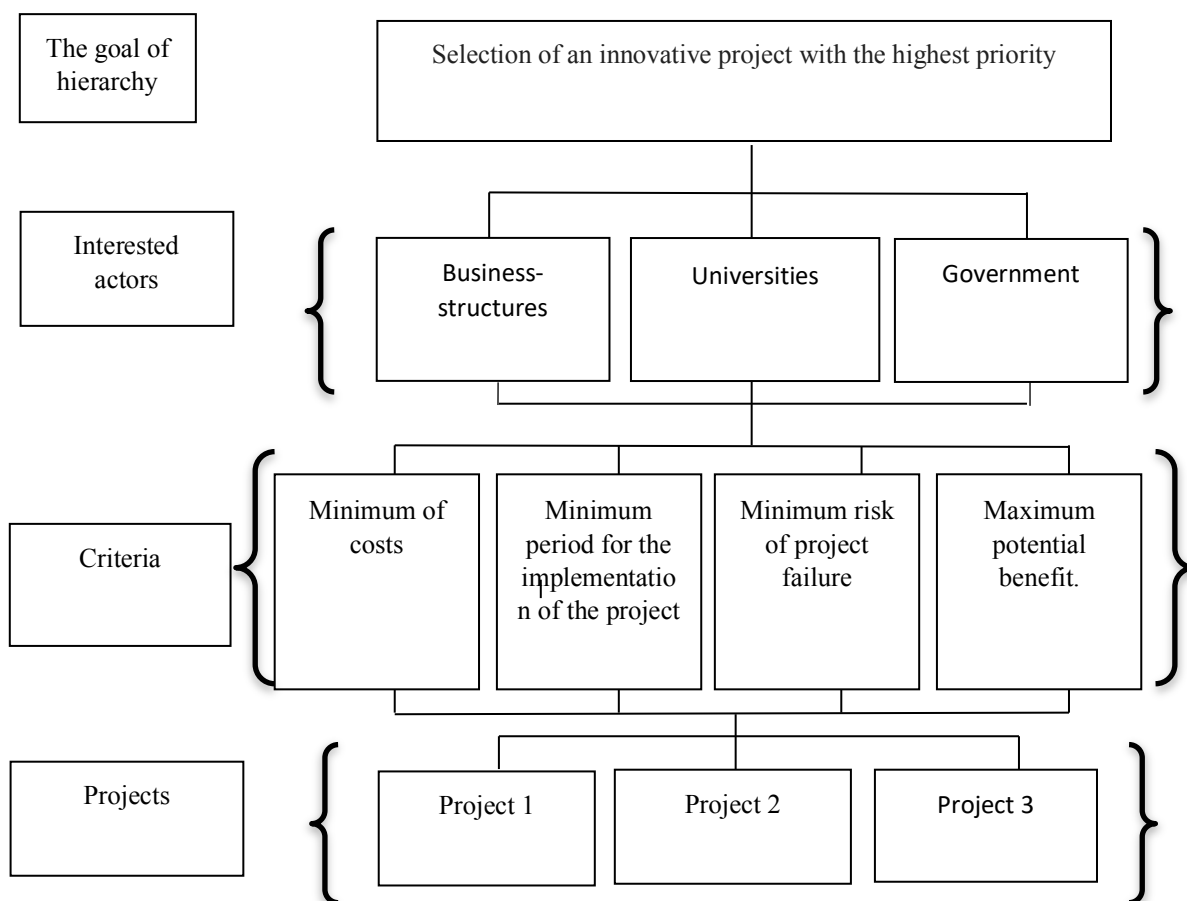 The goal of
hierarchy
Selection of an innovative project with the highest priority
Interested
actors
Business-
structures
Universities
Government
Criteria
Minimum of
costs
Minimum
period for the
implementatio
n of the project
Minimum risk
of project
failure
Maximum
potential
benefit.
Projects
Project 1
Project 2
Project 3